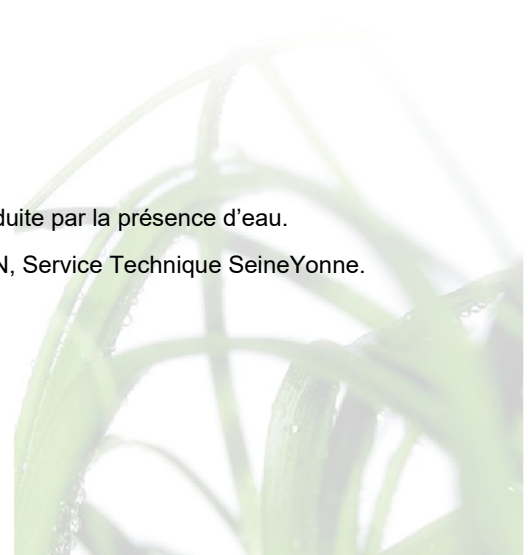 duite par la présence d’eau.
N, Service Technique SeineYonne.